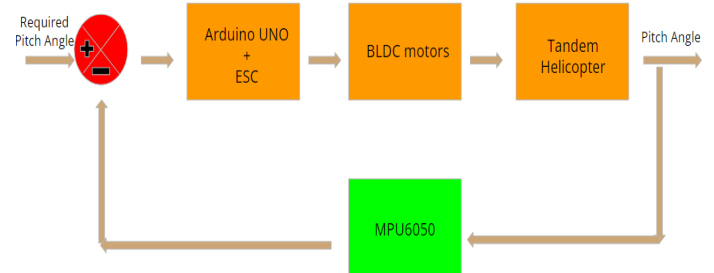 Required
Pitch Angle
+
-
Arduino UNO
+
ESC
BLDC motors
Tandem
Helicopter
Pitch Angle
MPU6050